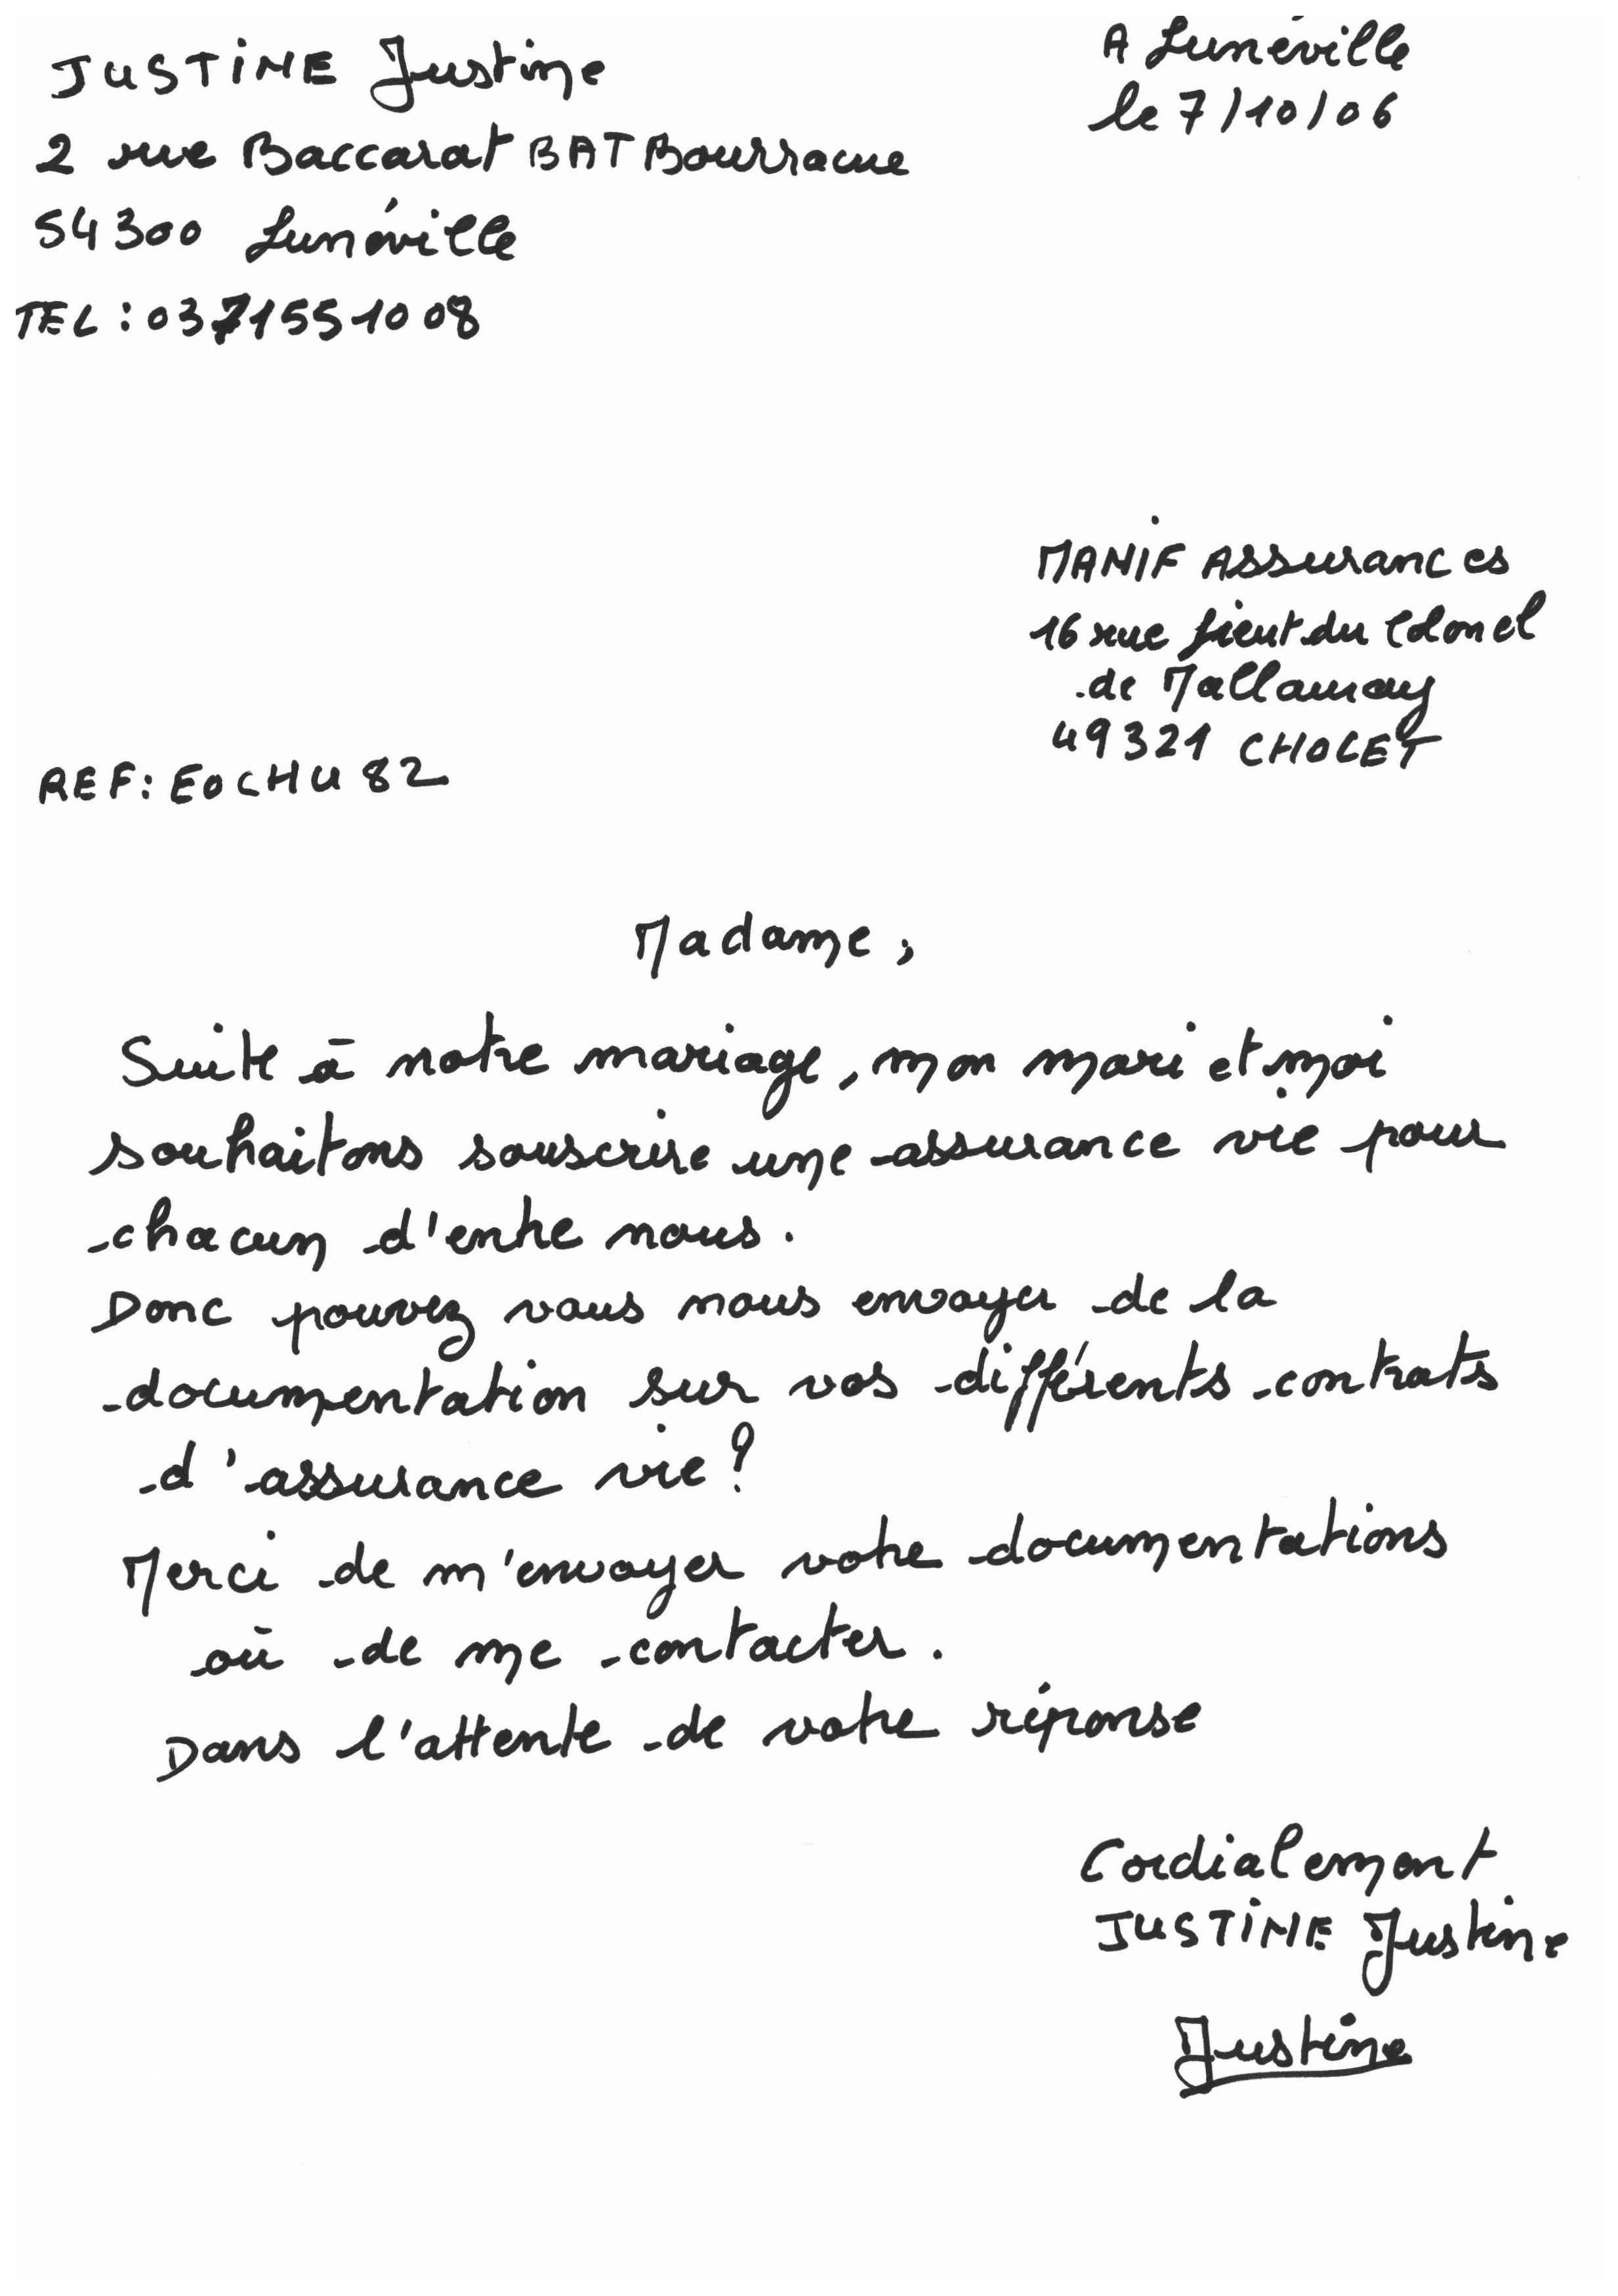 JUSTINE Justine
2 rue Baccarat BAT Bourracue
54300 Lunéville
TEL : 0371551008
A Lunéville
le 7/10/06
MANIF Assurances
16 rue lieut du Colonel
de Mallauray
49321 CHOLET
REF: EOCHU82
Madame,
Suite à notre mariage, mon mari et moi
souhaitons souscrire une assurance vie pour
chacun d'entre nous.
Donc pouvez vous nous envoyer de la
documentation sur vos différents contrats
d'assurance vie ?
Merci de m'envoyer votre documentations
où de me contacter.
Dans l'attente de votre réponse
Cordialement
JUSTINE Justine
Justine